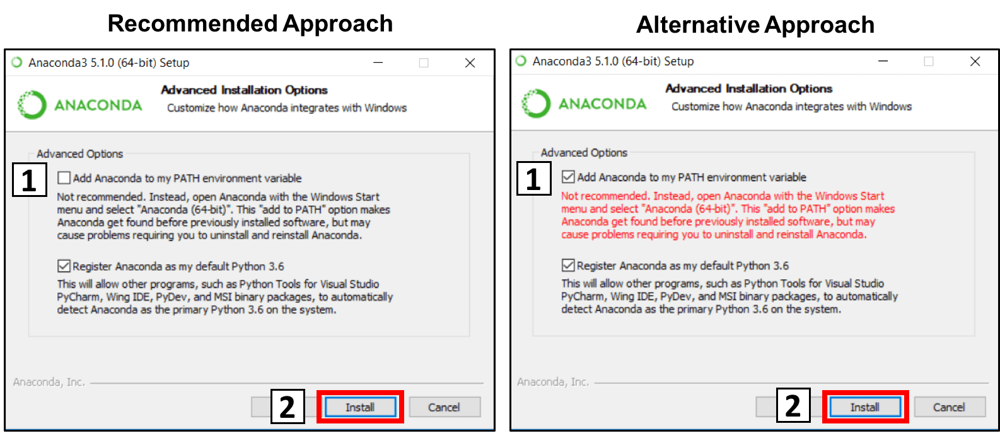 Recommended Approach
Anaconda3 5.1.0 (64-bit) Setup
ANACONDA
Advanced Installation Options
Customize how Anaconda integrates with Windows
Advanced Options
1
Add Anaconda to my PATH environment variable
Not recommended. Instead, open Anaconda with the Windows Start
menu and select "Anaconda (64-bit)". This "add to PATH" option makes
Anaconda get found before previously installed software, but may
cause problems requiring you to uninstall and reinstall Anaconda.
Register Anaconda as my default Python 3.6
This will allow other programs, such as Python Tools for Visual Studio
PyCharm, Wing IDE, PyDev, and MSI binary packages, to automatically
detect Anaconda as the primary Python 3.6 on the system.
Anaconda, Inc.
2
Install
Cancel
Alternative Approach
Anaconda3 5.1.0 (64-bit) Setup
ANACONDA
Advanced Installation Options
Customize how Anaconda integrates with Windows
Advanced Options
1
Add Anaconda to my PATH environment variable
Not recommended. Instead, open Anaconda with the Windows Start
menu and select "Anaconda (64-bit)". This "add to PATH" option makes
Anaconda get found before previously installed software, but may
cause problems requiring you to uninstall and reinstall Anaconda.
Register Anaconda as my default Python 3.6
This will allow other programs, such as Python Tools for Visual Studio
PyCharm, Wing IDE, PyDev, and MSI binary packages, to automatically
detect Anaconda as the primary Python 3.6 on the system.
Anaconda, Inc.
2
Install
Cancel